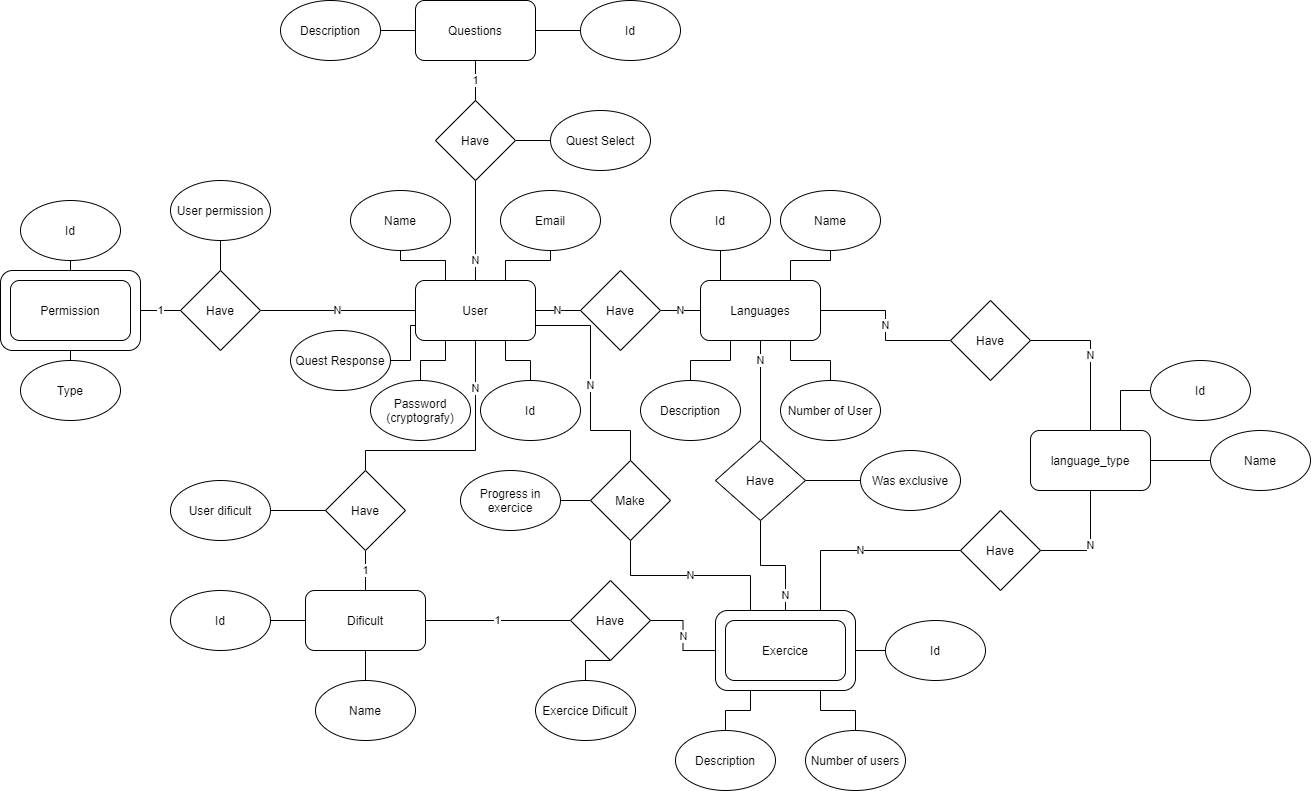 Description
Questions
Id
1
Have
Quest Select
User permission
Name
Email
Id
Name
Id
N
Permission
1
Have
N
User
N
Have
N
Languages
N
Have
N
Quest Response
Type
Password
(cryptografy)
N
Id
N
Description
N
Number of User
Id
language_type
Name
User dificult
Have
Progress in
exercice
Make
Have
Was exclusive
N
Have
N
1
N
N
Id
Dificult
1
Have
N
Exercice
Id
Name
Exercice Dificult
Description
Number of users